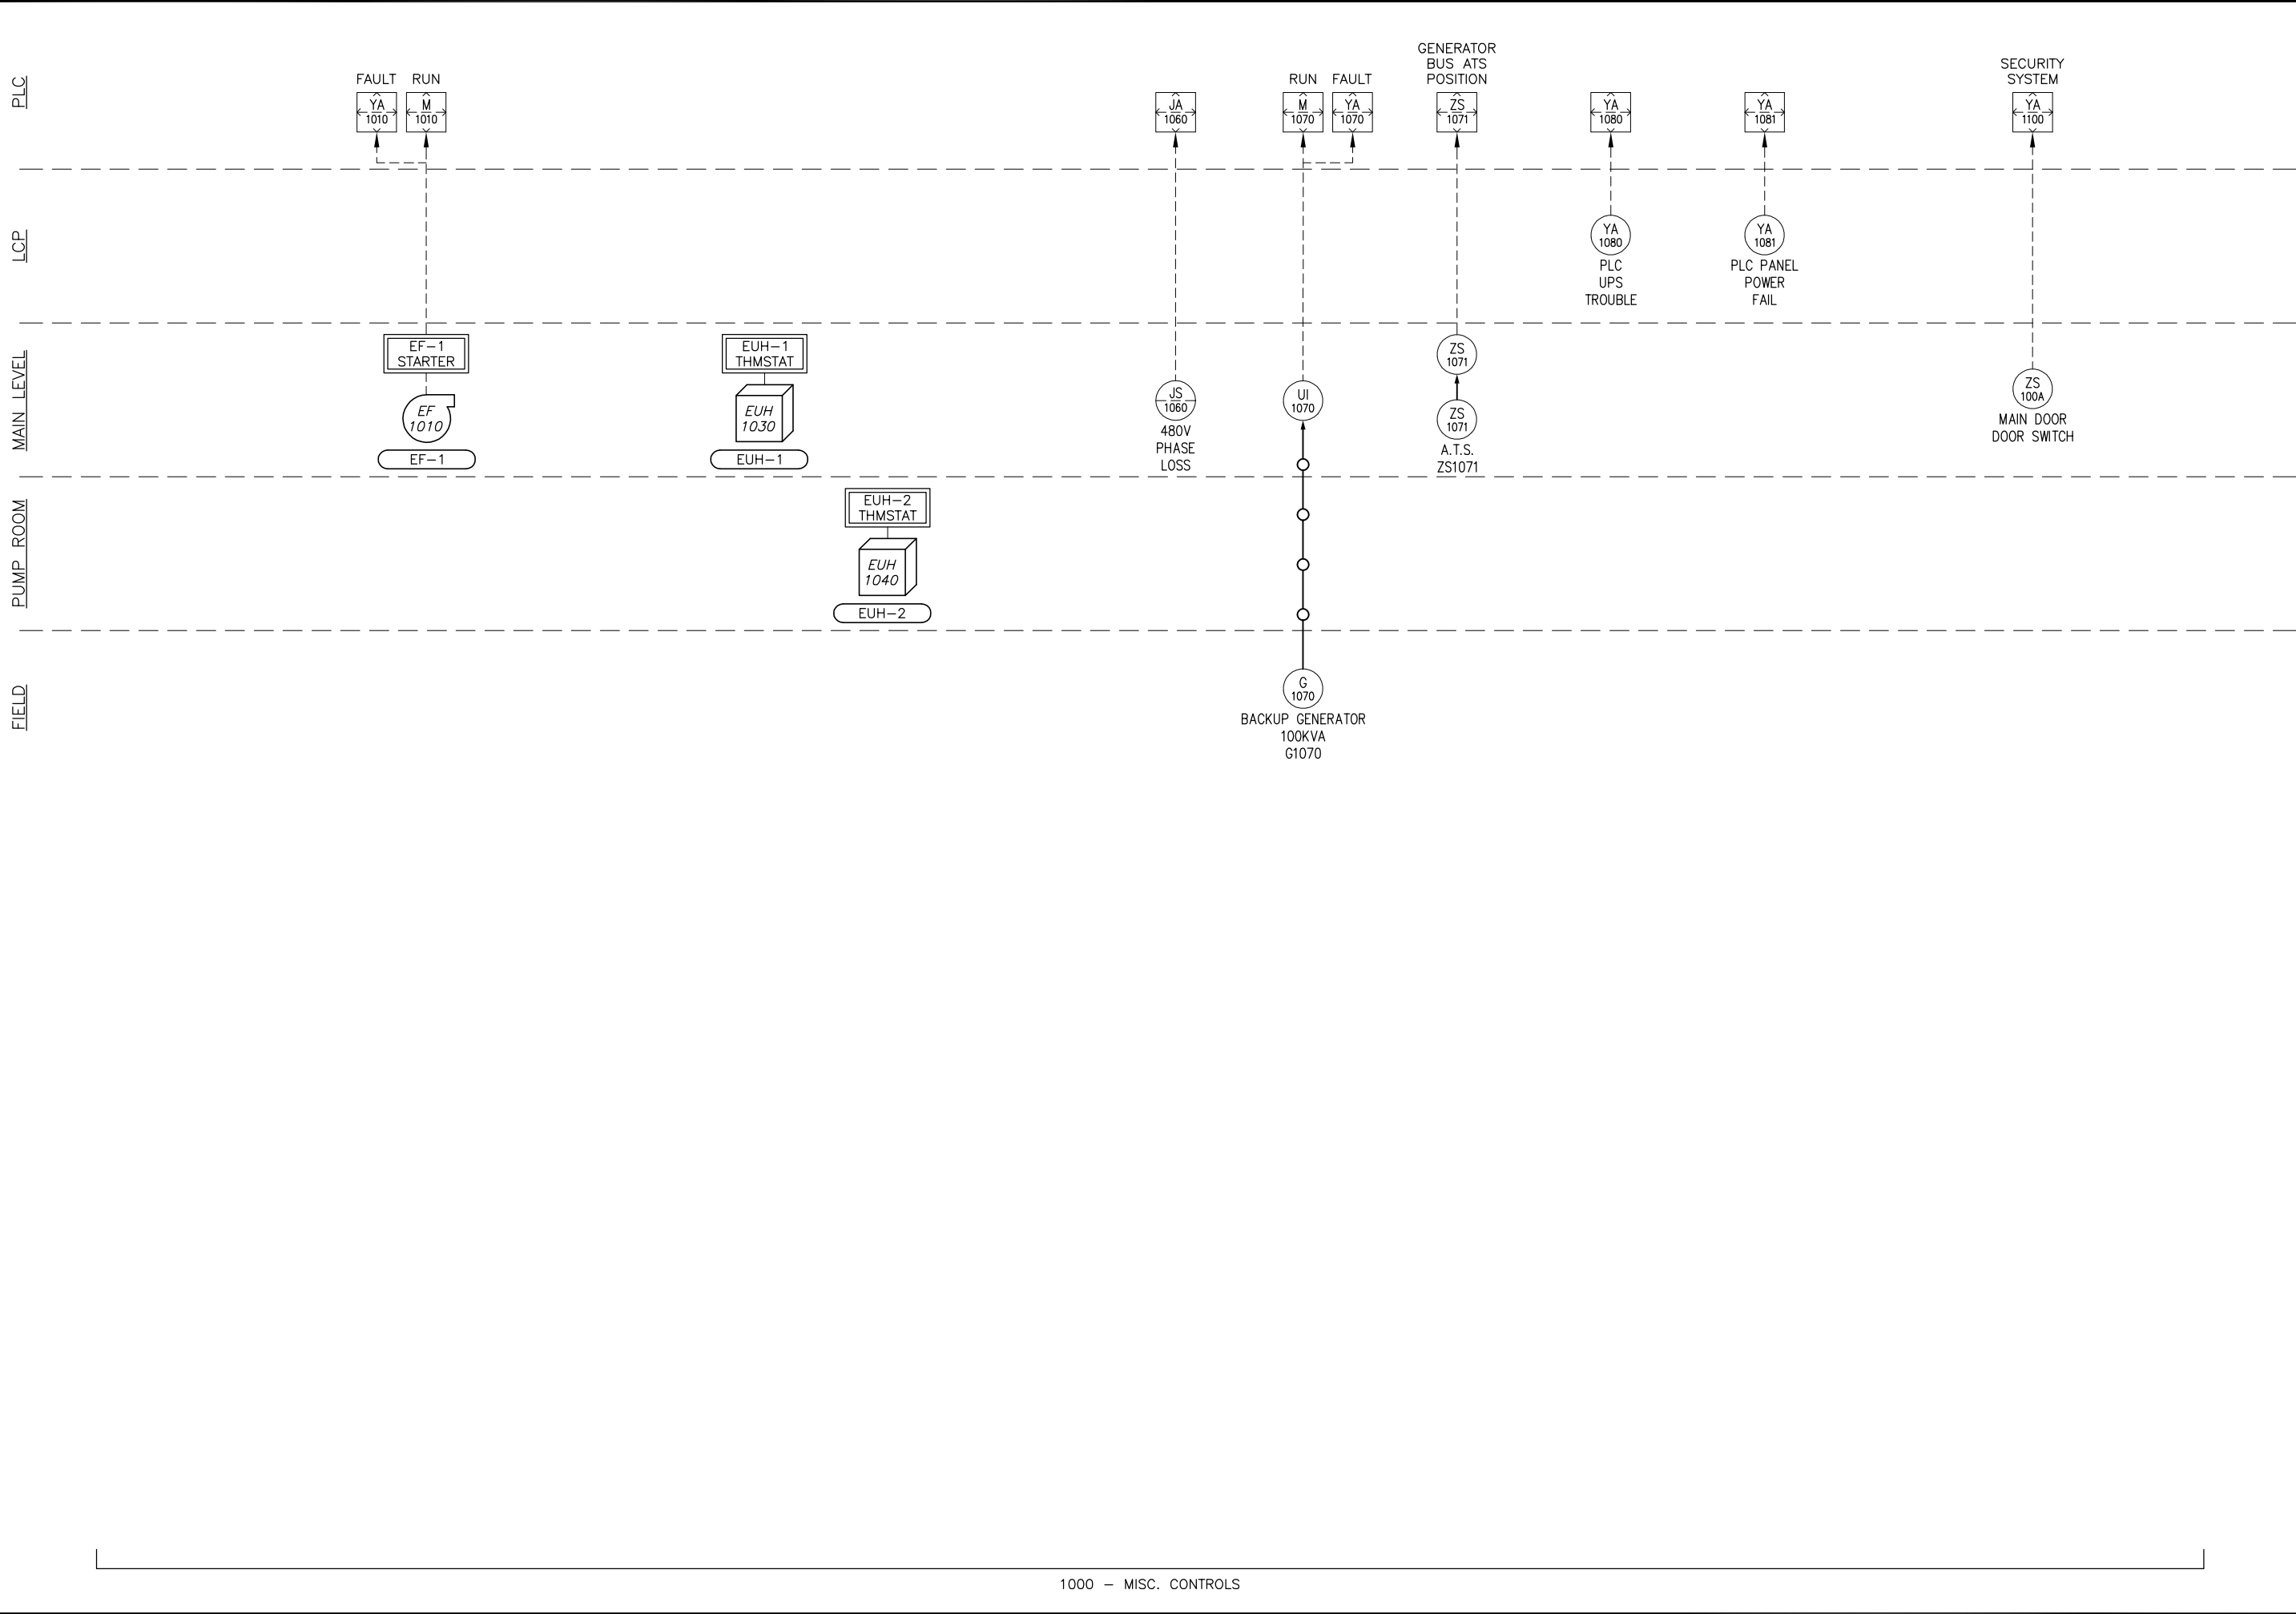 PLC
FAULT
YA
1010
RUN
M
1010
JA
1060
RUN
M
1070
FAULT
YA
1070
GENERATOR
BUS ATS
POSITION
ZS
1071
YA
1080
YA
1081
SECURITY
SYSTEM
YA
1100
LCP
YA
1080
PLC
UPS
TROUBLE
YA
1081
PLC PANEL
POWER
FAIL
MAIN LEVEL
EF-1
STARTER
EF
1010
EF-1
EUH-1
THMSTAT
EUH
1030
EUH-1
JS
1060
480V
PHASE
LOSS
UI
1070
ZS
1071
ZS
1071
A.T.S.
ZS1071
ZS
100A
MAIN DOOR
DOOR SWITCH
PUMP ROOM
EUH-2
THMSTAT
EUH
1040
EUH-2
FIELD
G
1070
BACKUP GENERATOR
100KVA
G1070
1000 - MISC. CONTROLS